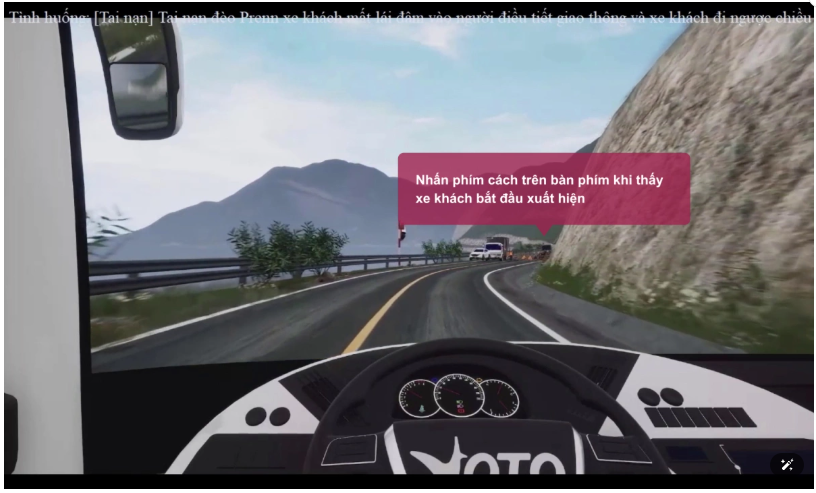 Tình huống: [Tai nạn] Tai nạn đèo Prenn xe khách mất lái đâm vào người điều tiết giao thông và xe khách đi ngược chiều
Nhấn phím cách trên bàn phím khi thấy
xe khách bắt đầu xuất hiện
OTO